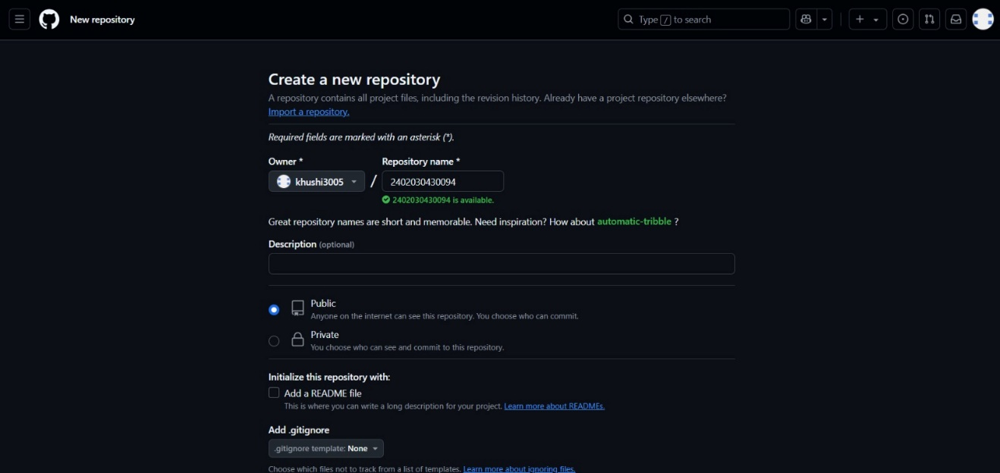 New repository
Type / to search
Create a new repository
A repository contains all project files, including the revision history. Already have a project repository elsewhere?
Import a repository.
Required fields are marked with an asterisk (*).
Owner * Repository name *
khushi3005 / 2402030430094
2402030430094 is available.
Great repository names are short and memorable. Need inspiration? How about automatic-tribble ?
Description (optional)
Public
Anyone on the internet can see this repository. You choose who can commit.
Private
You choose who can see and commit to this repository.
Initialize this repository with:
Add a README file
This is where you can write a long description for your project. Learn more about READMEs.
Add .gitignore
.gitignore template: None
Choose which files not to track from a list of templates. Learn more about ignoring files.